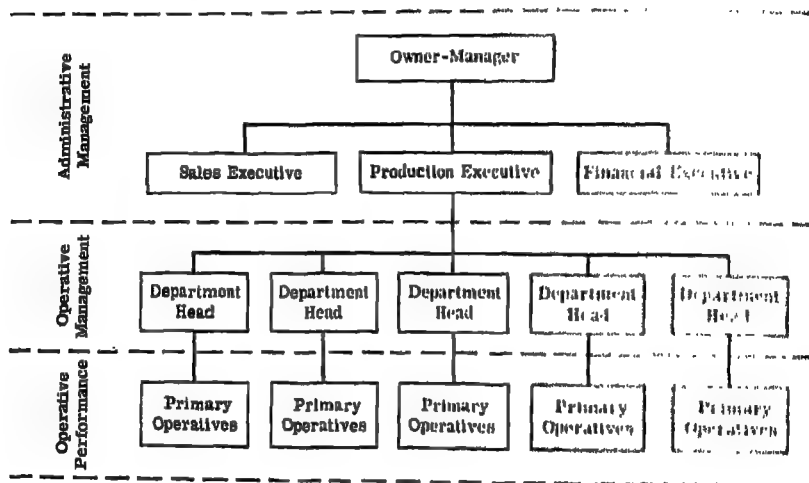 Administrative
Management
Owner-Manager
Sales Executive
Production Executive
Financial Executive
Operative
Management
Department
Head
Department
Head
Department
Head
Department
Head
Department
Head
Operative
Performance
Primary
Operatives
Primary
Operatives
Primary
Operatives
Primary
Operatives
Primary
Operatives